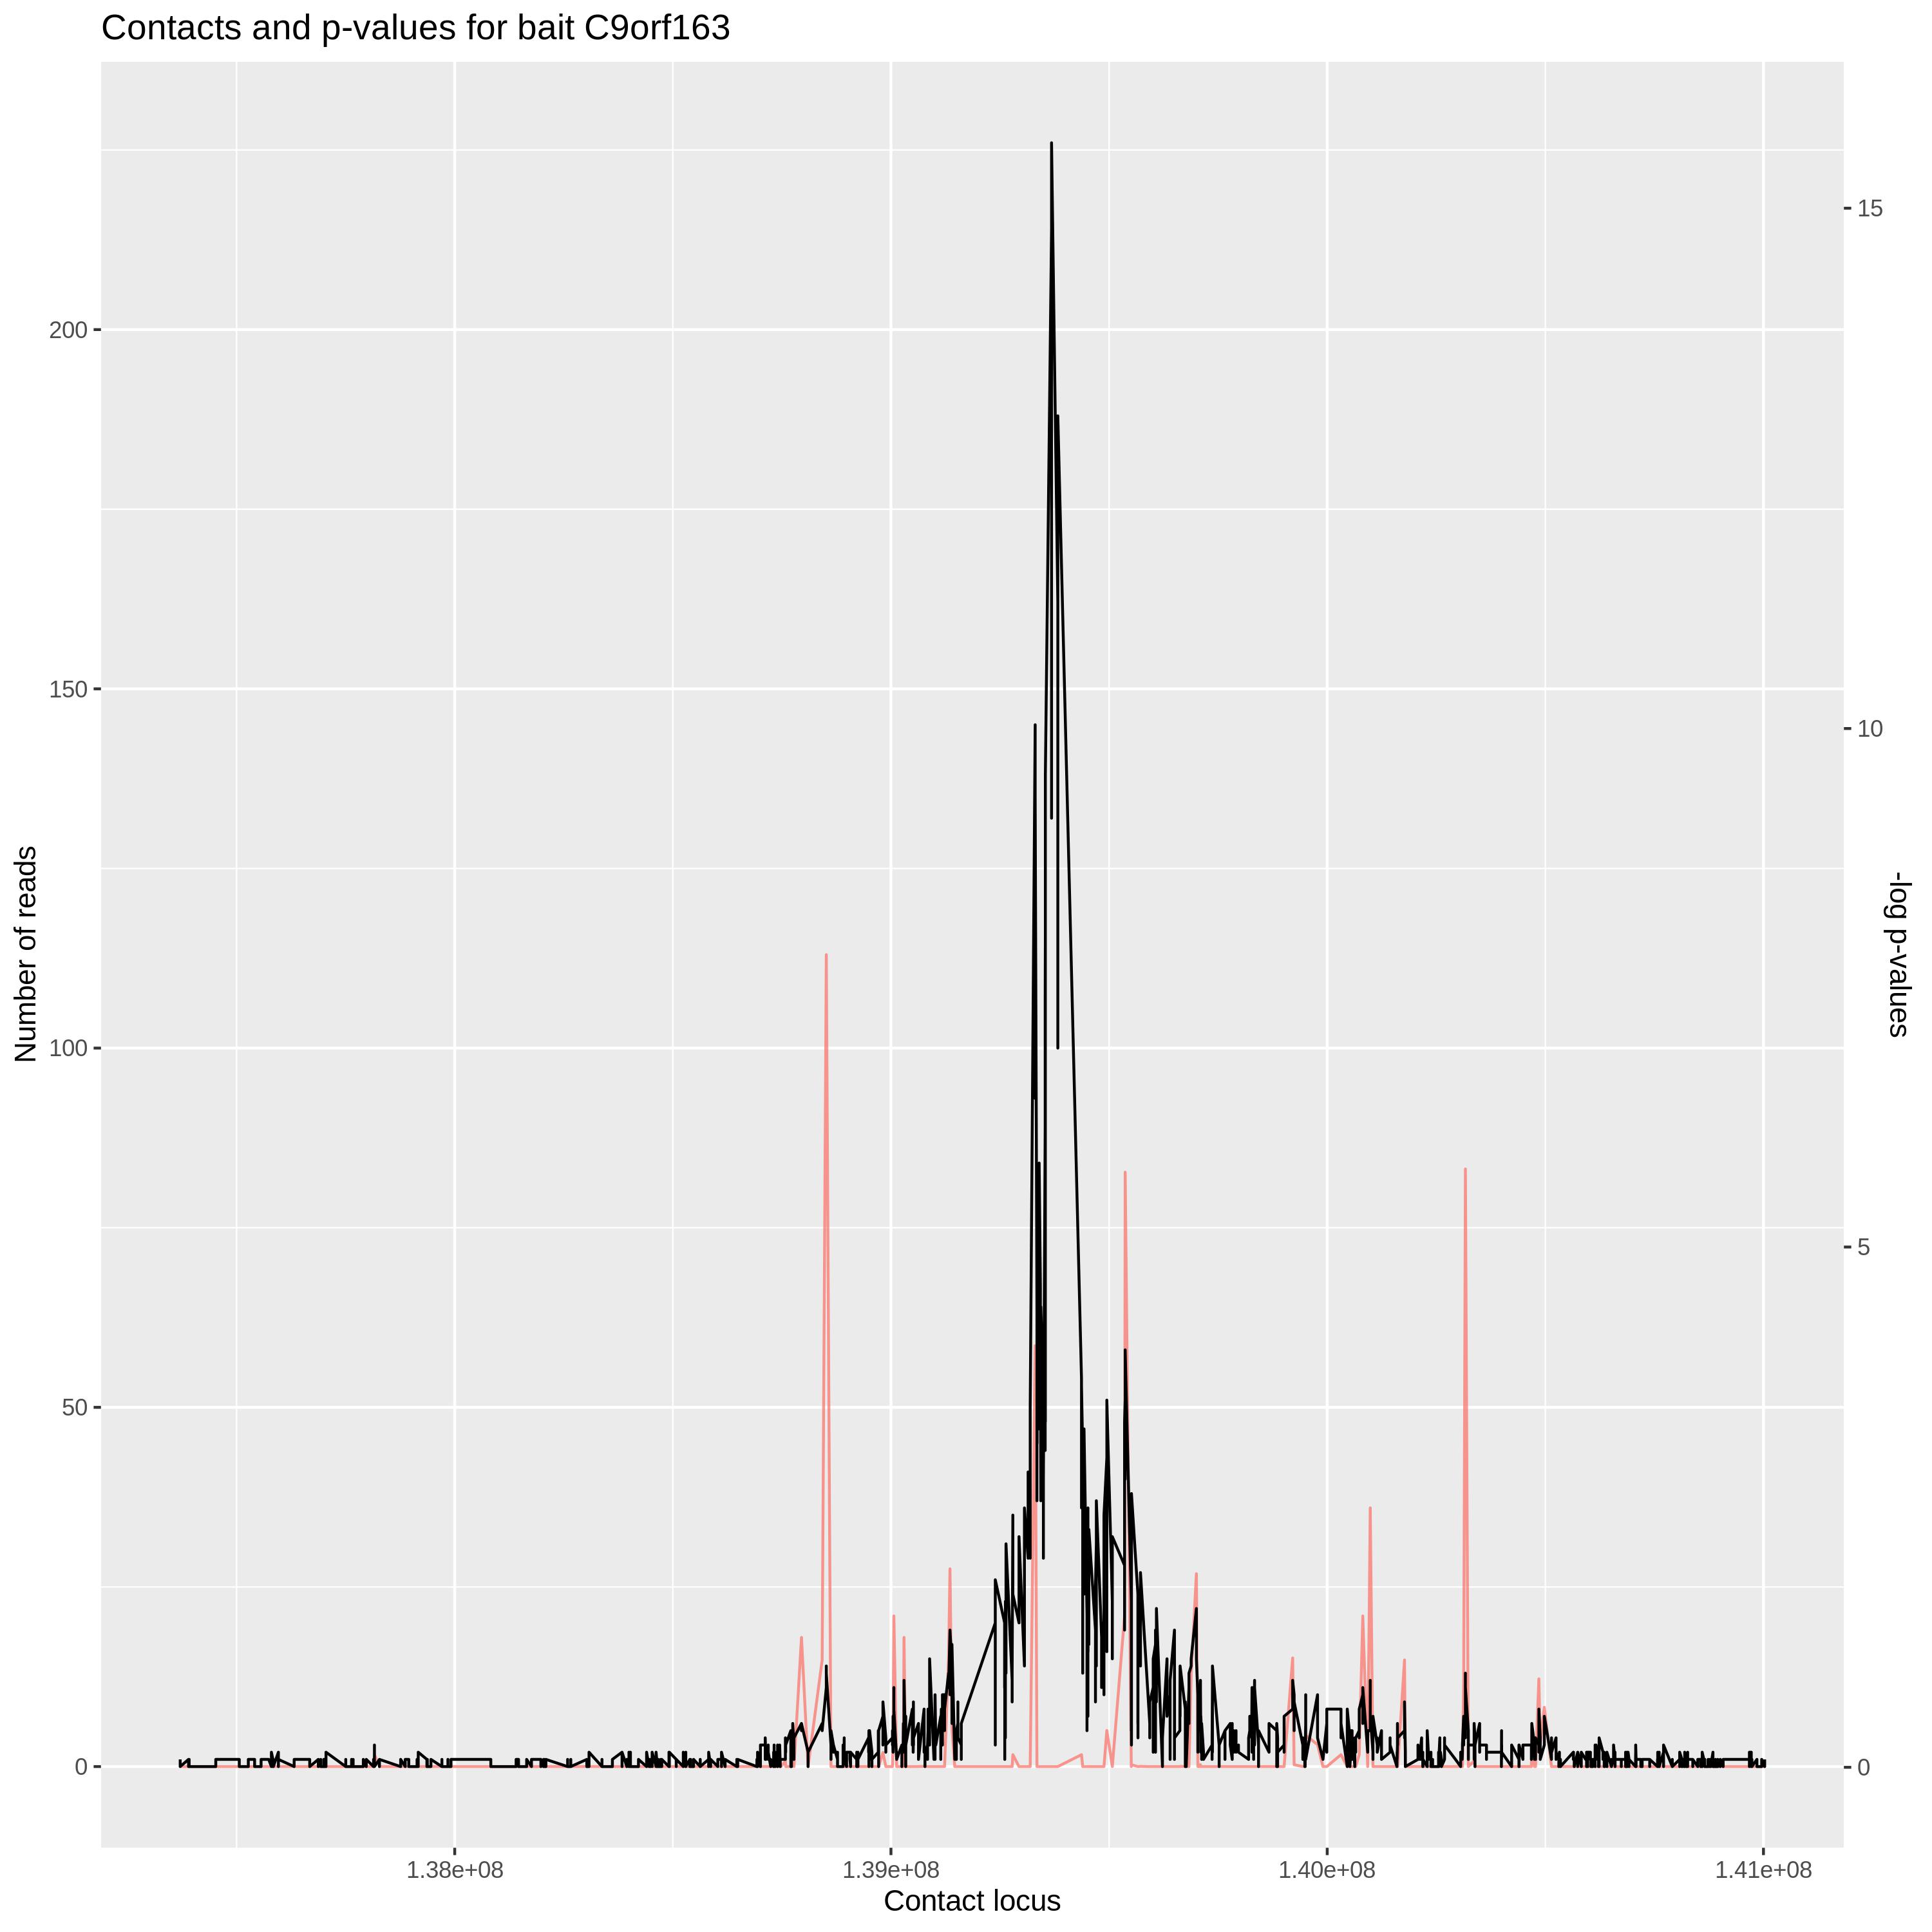 Contacts and p-values for bait C9orf163
Number of reads
200
150
100
50
0
15
10
5
0
-log p-values
1.38e+08
1.39e+08
1.40e+08
1.41e+08
Contact locus